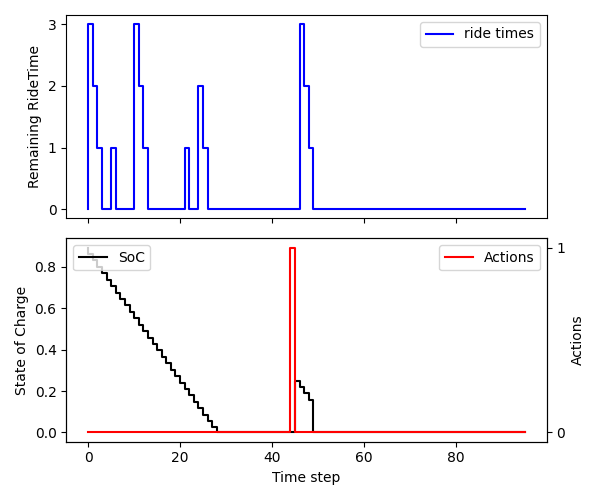 3
2
1
0
Remaining RideTime
ride times
0.8
0.6
0.4
0.2
0.0
State of Charge
SoC
Actions
1
0
Actions
0
20
40
60
80
Time step